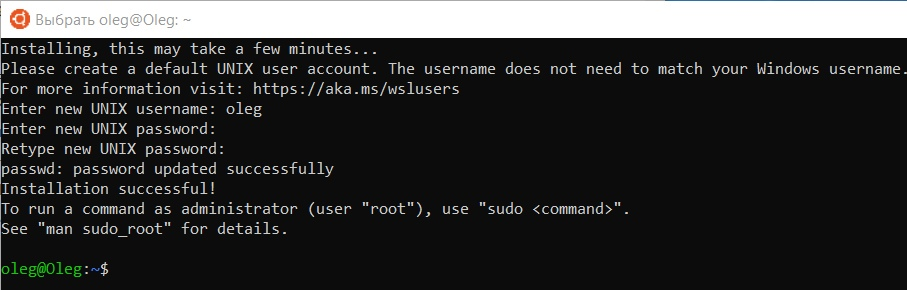 Выбрать oleg@Oleg: ~
Installing, this may take a few minutes...
Please create a default UNIX user account. The username does not need to match your Windows username.
For more information visit: https://aka.ms/wslusers
Enter new UNIX username: oleg
Enter new UNIX password:
Retype new UNIX password:
passwd: password updated successfully
Installation successful!
To run a command as administrator (user "root"), use "sudo <command>".
See "man sudo_root" for details.
oleg@Oleg:~$